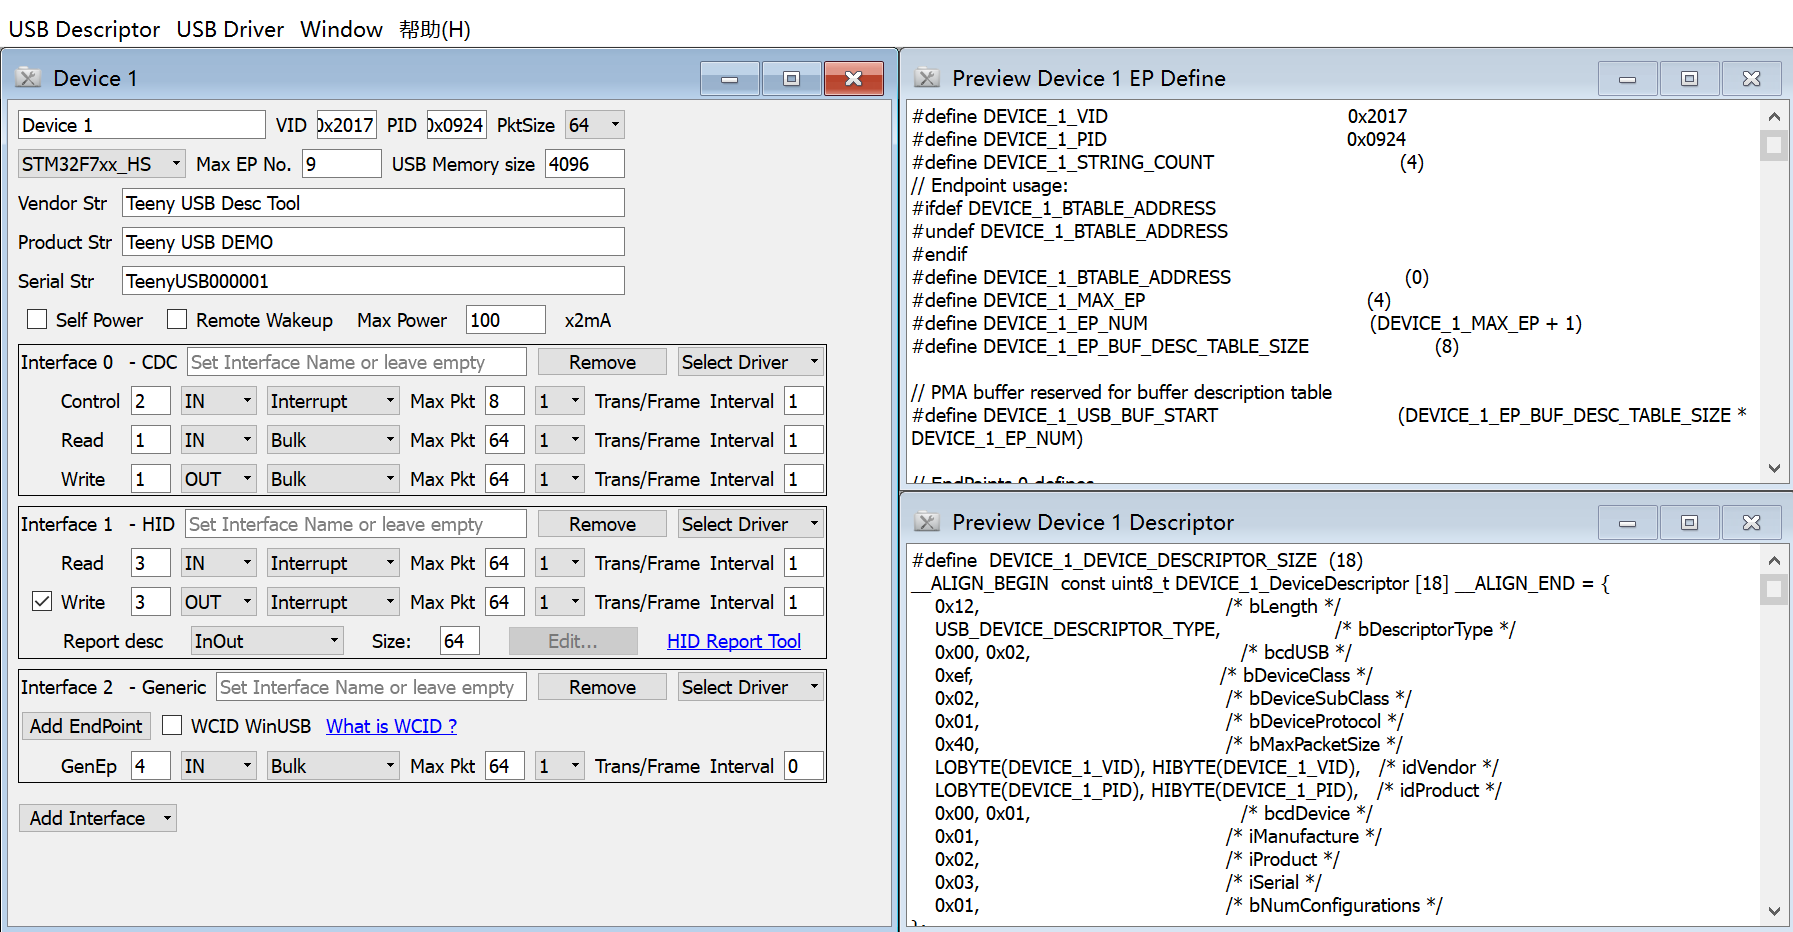 USB Descriptor USB Driver Window 帮助(H)
Device 1
Device 1 VID 0x2017 PID 0x0924 PktSize 64
STM32F7xx_HS Max EP No. 9 USB Memory size 4096
Vendor Str Teeny USB Desc Tool
Product Str Teeny USB DEMO
Serial Str TeenyUSB000001
Self Power Remote Wakeup Max Power 100 x2mA
Interface 0 - CDC Set Interface Name or leave empty Remove Select Driver
Control 2 IN Interrupt Max Pkt 8 1 Trans/Frame Interval 1
Read 1 IN Bulk Max Pkt 64 1 Trans/Frame Interval 1
Write 1 OUT Bulk Max Pkt 64 1 Trans/Frame Interval 1
Interface 1 - HID Set Interface Name or leave empty Remove Select Driver
Read 3 IN Interrupt Max Pkt 64 1 Trans/Frame Interval 1
Write 3 OUT Interrupt Max Pkt 64 1 Trans/Frame Interval 1
Report desc InOut Size: 64 Edit... HID Report Tool
Interface 2 - Generic Set Interface Name or leave empty Remove Select Driver
Add EndPoint WCID WinUSB What is WCID ?
GenEp 4 IN Bulk Max Pkt 64 1 Trans/Frame Interval 0
Add Interface
Preview Device 1 EP Define
#define DEVICE_1_VID 0x2017
#define DEVICE_1_PID 0x0924
#define DEVICE_1_STRING_COUNT (4)
// Endpoint usage:
#ifdef DEVICE_1_BTABLE_ADDRESS
#undef DEVICE_1_BTABLE_ADDRESS
#endif
#define DEVICE_1_BTABLE_ADDRESS (0)
#define DEVICE_1_MAX_EP (4)
#define DEVICE_1_EP_NUM (DEVICE_1_MAX_EP + 1)
#define DEVICE_1_EP_BUF_DESC_TABLE_SIZE (8)
// PMA buffer reserved for buffer description table
#define DEVICE_1_USB_BUF_START (DEVICE_1_EP_BUF_DESC_TABLE_SIZE *
DEVICE_1_EP_NUM)
// EndPoints 0 defines
Preview Device 1 Descriptor
#define DEVICE_1_DEVICE_DESCRIPTOR_SIZE (18)
__ALIGN_BEGIN const uint8_t DEVICE_1_DeviceDescriptor [18] __ALIGN_END = {
0x12, /* bLength */
USB_DEVICE_DESCRIPTOR_TYPE, /* bDescriptorType */
0x00, 0x02, /* bcdUSB */
0xef, /* bDeviceClass */
0x02, /* bDeviceSubClass */
0x01, /* bDeviceProtocol */
0x40, /* bMaxPacketSize */
LOBYTE(DEVICE_1_VID), HIBYTE(DEVICE_1_VID), /* idVendor */
LOBYTE(DEVICE_1_PID), HIBYTE(DEVICE_1_PID), /* idProduct */
0x00, 0x01, /* bcdDevice */
0x01, /* iManufacture */
0x02, /* iProduct */
0x03, /* iSerial */
0x01, /* bNumConfigurations */
};